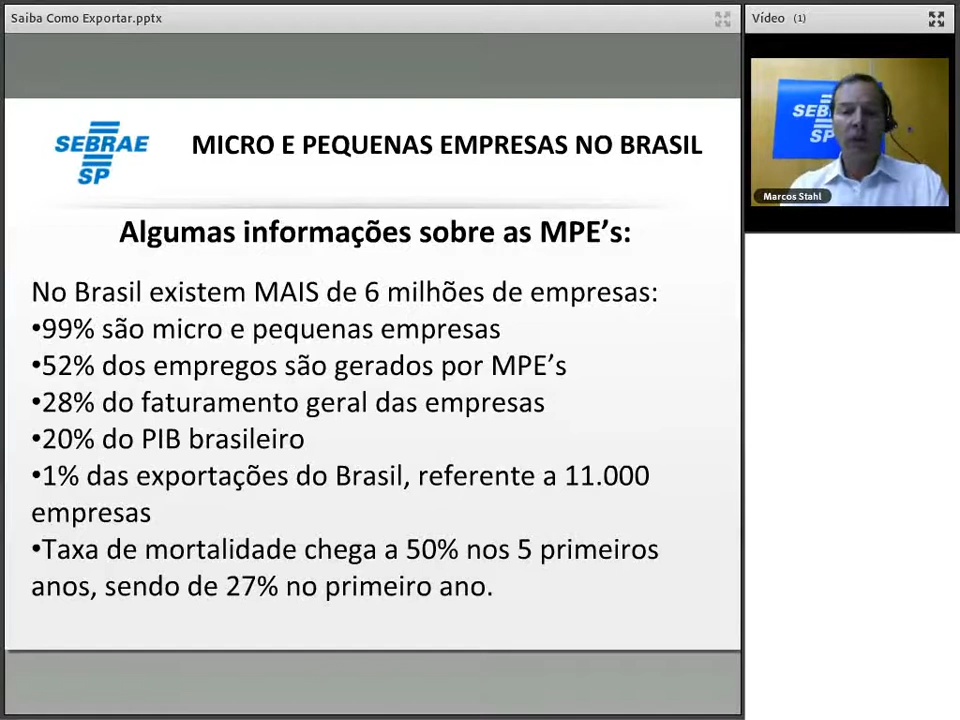 Saiba Como Exportar.pptx
Vídeo (1)
SEBRAE
SP
MICRO E PEQUENAS EMPRESAS NO BRASIL
SEB
SP
Marcos Stahl
Algumas informações sobre as MPE’s:
No Brasil existem MAIS de 6 milhões de empresas:
•99% são micro e pequenas empresas
•52% dos empregos são gerados por MPE’s
•28% do faturamento geral das empresas
•20% do PIB brasileiro
•1% das exportações do Brasil, referente a 11.000
empresas
•Taxa de mortalidade chega a 50% nos 5 primeiros
anos, sendo de 27% no primeiro ano.